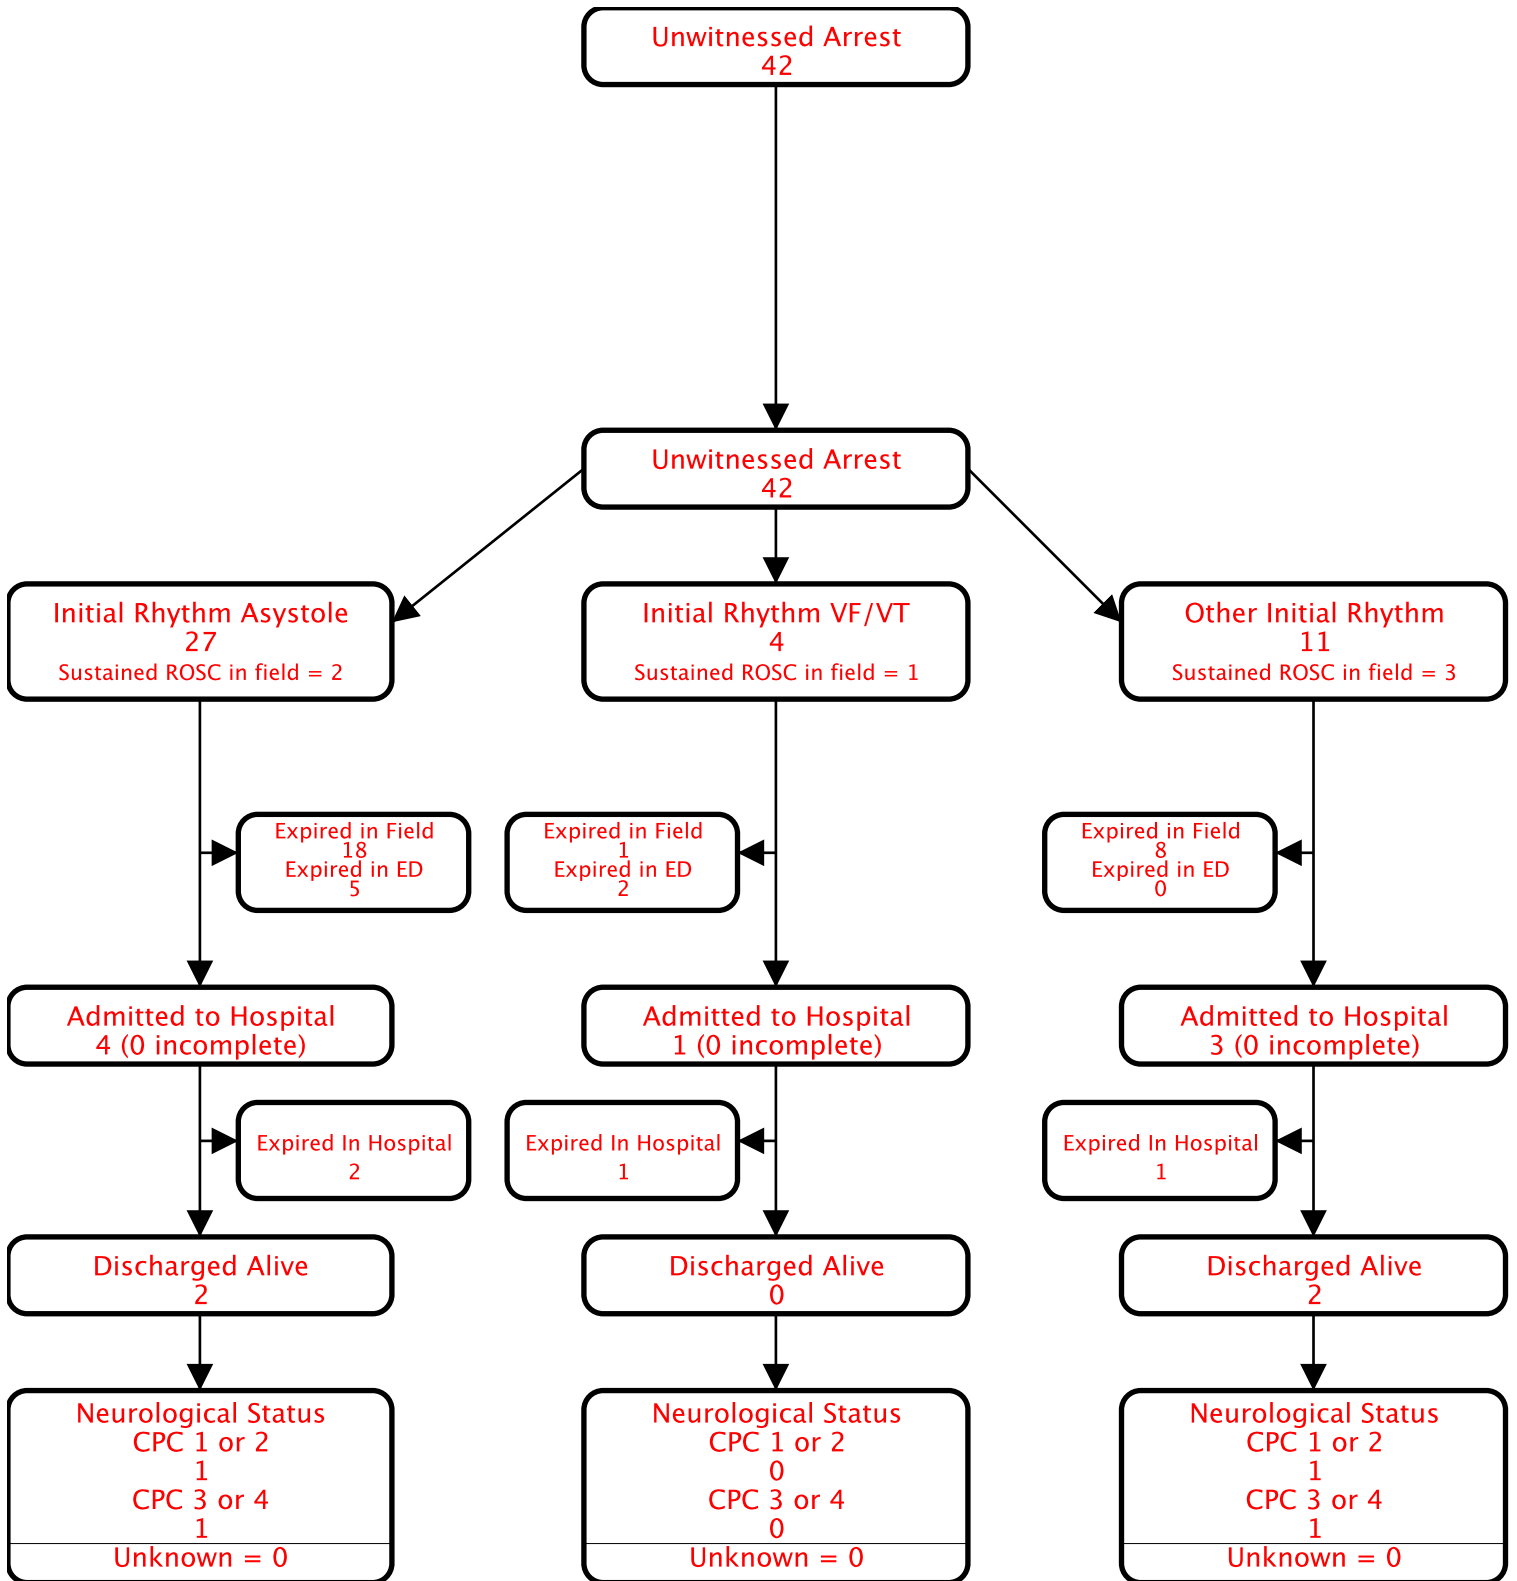 Unwitnessed Arrest
42
Unwitnessed Arrest
42
Initial Rhythm Asystole
27
Sustained ROSC in field = 2
Initial Rhythm VF/VT
4
Sustained ROSC in field = 1
Other Initial Rhythm
11
Sustained ROSC in field = 3
Expired in Field
18
Expired in ED
5
Expired in Field
1
Expired in ED
2
Expired in Field
8
Expired in ED
0
Admitted to Hospital
4 (0 incomplete)
Admitted to Hospital
1 (0 incomplete)
Admitted to Hospital
3 (0 incomplete)
Expired In Hospital
2
Expired In Hospital
1
Expired In Hospital
1
Discharged Alive
2
Discharged Alive
0
Discharged Alive
2
Neurological Status
CPC 1 or 2
1
CPC 3 or 4
1
Unknown = 0
Neurological Status
CPC 1 or 2
0
CPC 3 or 4
0
Unknown = 0
Neurological Status
CPC 1 or 2
1
CPC 3 or 4
1
Unknown = 0